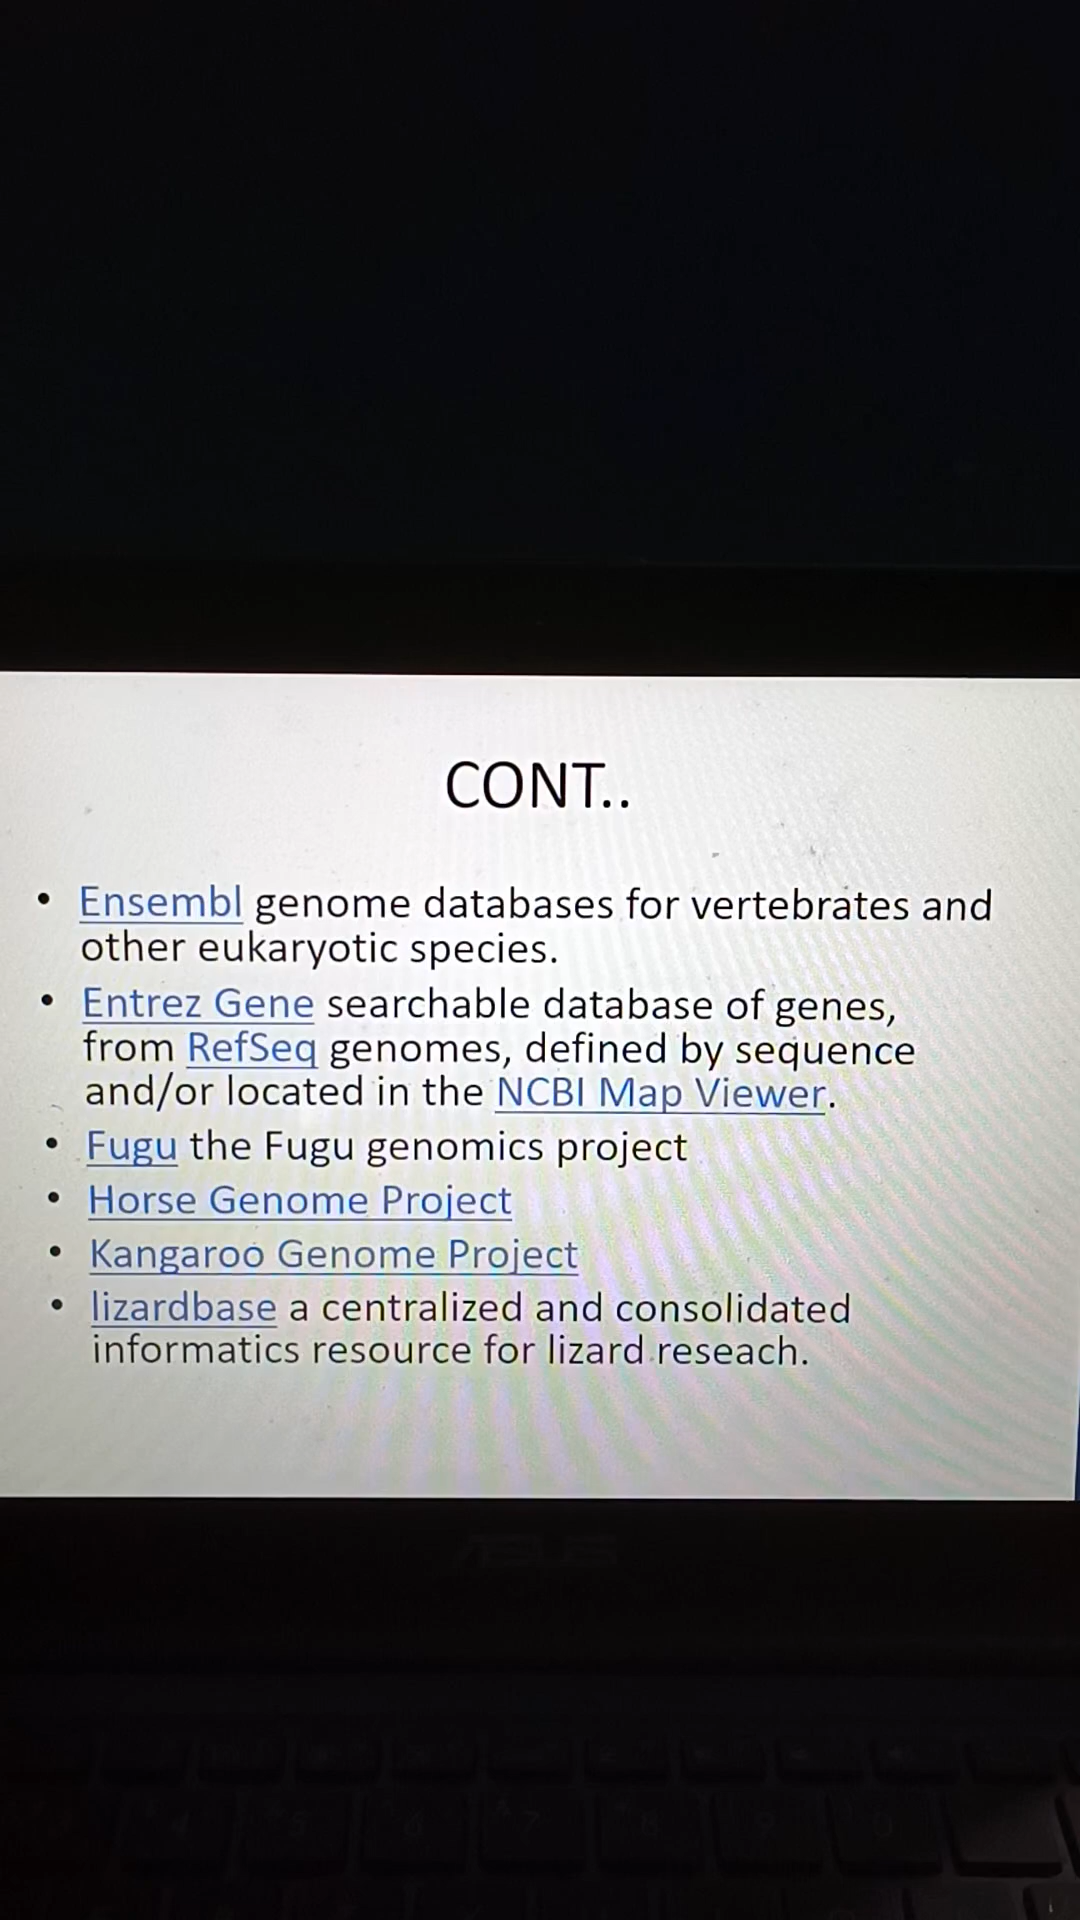 CONT..
• Ensembl genome databases for vertebrates and
other eukaryotic species.
• Entrez Gene searchable database of genes,
from RefSeq genomes, defined by sequence
and/or located in the NCBI Map Viewer.
• Fugu the Fugu genomics project
• Horse Genome Project
• Kangaroo Genome Project
• lizardbase a centralized and consolidated
informatics resource for lizard reseach.
ASUS